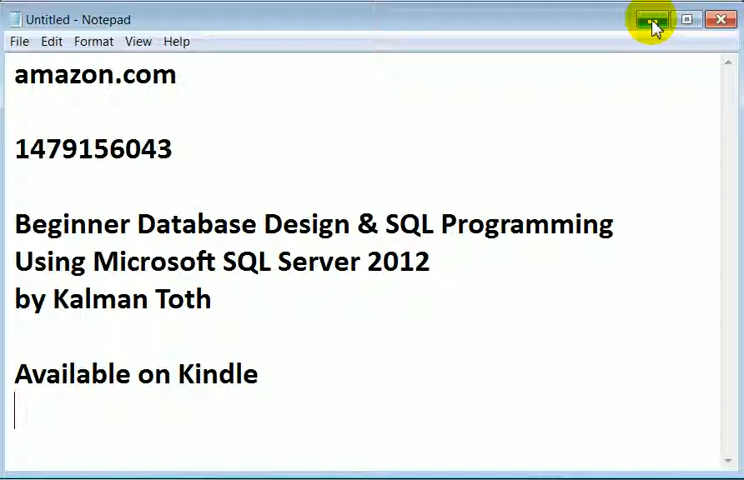 Untitled - Notepad
File Edit Format View Help
amazon.com
1479156043
Beginner Database Design & SQL Programming
Using Microsoft SQL Server 2012
by Kalman Toth
Available on Kindle